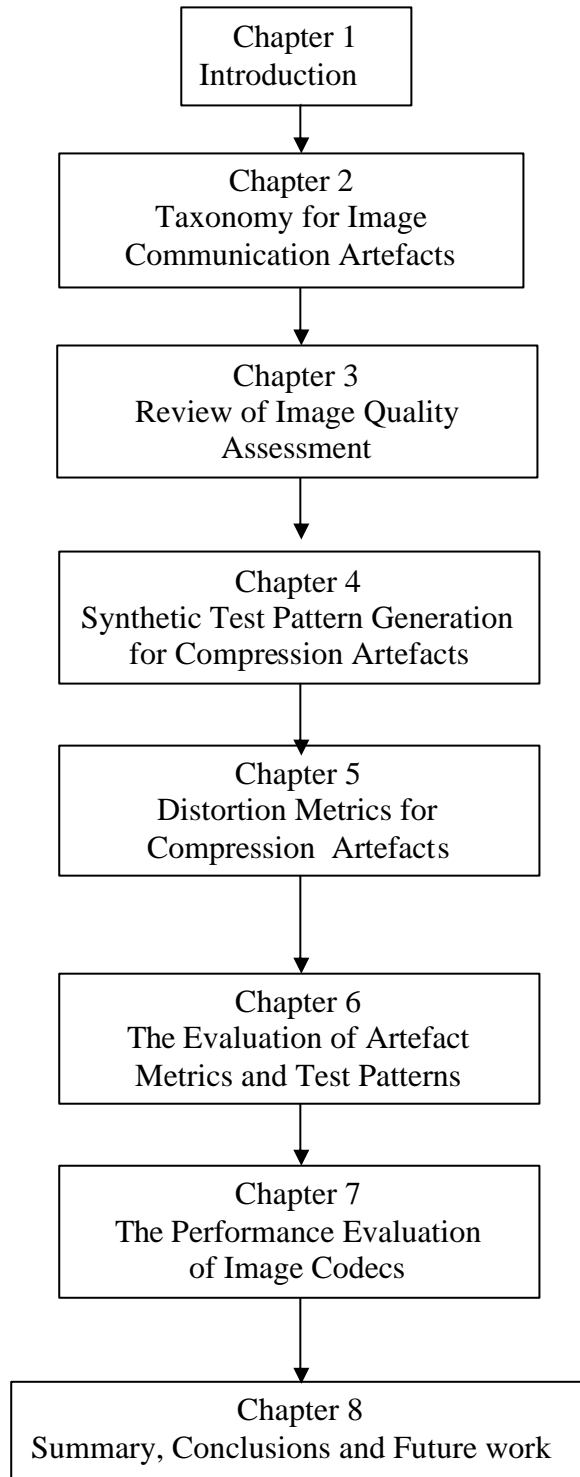 Chapter 1
Introduction
Chapter 2
Taxonomy for Image
Communication Artefacts
Chapter 3
Review of Image Quality
Assessment
Chapter 4
Synthetic Test Pattern Generation
for Compression Artefacts
Chapter 5
Distortion Metrics for
Compression Artefacts
Chapter 6
The Evaluation of Artefact
Metrics and Test Patterns
Chapter 7
The Performance Evaluation
of Image Codecs
Chapter 8
Summary, Conclusions and Future work